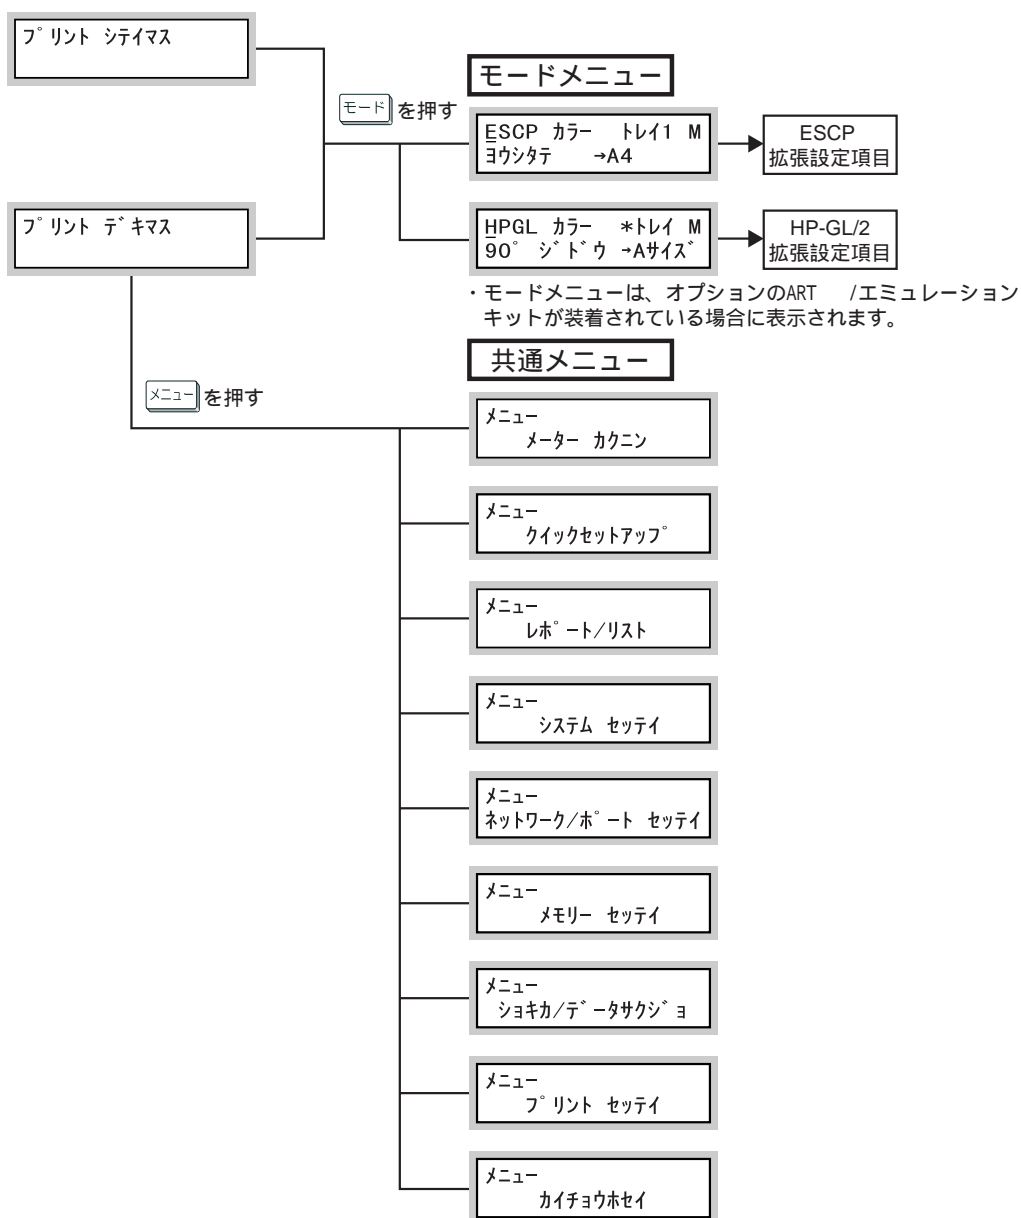 プリント シテイマス
モードメニュー
モード を押す
ESCP カラー トレイ1 M
ヨウシタテ →A4
ESCP
拡張設定項目
プリント デキマス
HPGL カラー *トレイ M
90° ジドウ →Aサイズ
HP-GL/2
拡張設定項目
・モードメニューは、オプションのART /エミュレーション
キットが装着されている場合に表示されます。
共通メニュー
メニュー を押す
メニュー
メーター カクニン
メニュー
クイックセットアップ
メニュー
レポート/リスト
メニュー
システム セッテイ
メニュー
ネットワーク/ポート セッテイ
メニュー
メモリー セッテイ
メニュー
ショキカ/データサクジョ
メニュー
プリント セッテイ
メニュー
カイチョウホセイ